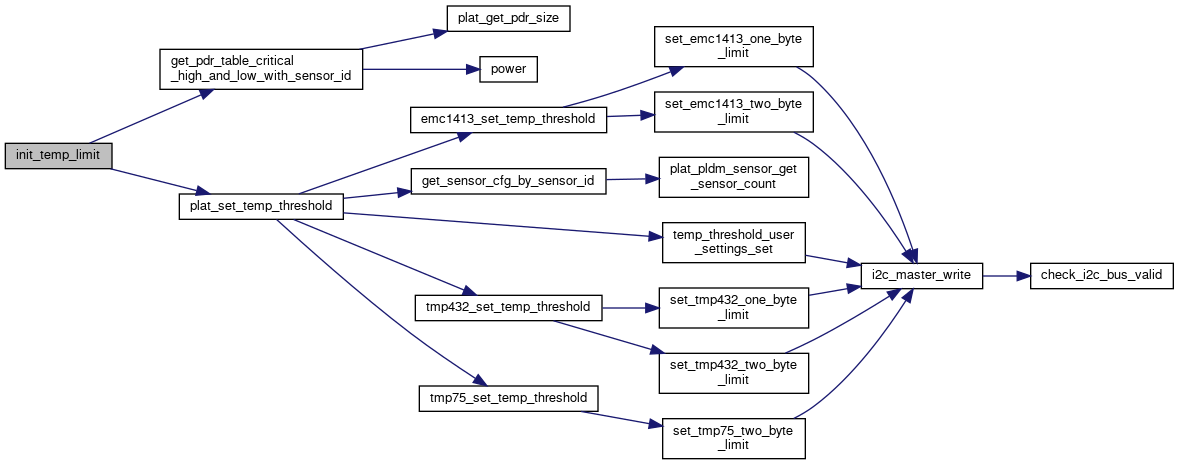 plat_get_pdr_size
get_pdr_table_critical
_high_and_low_with_sensor_id
power
init_temp_limit
set_emc1413_one_byte
_limit
emc1413_set_temp_threshold
set_emc1413_two_byte
_limit
get_sensor_cfg_by_sensor_id
plat_pldm_sensor_get
_sensor_count
plat_set_temp_threshold
temp_threshold_user
_settings_set
i2c_master_write
check_i2c_bus_valid
tmp432_set_temp_threshold
set_tmp432_one_byte
_limit
set_tmp432_two_byte
_limit
tmp75_set_temp_threshold
set_tmp75_two_byte
_limit